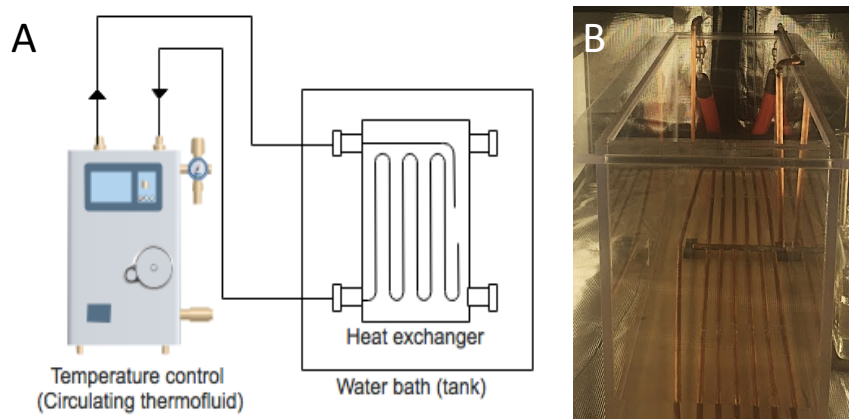 A
B
Heat exchanger
Temperature control
(Circulating thermofluid)
Water bath (tank)